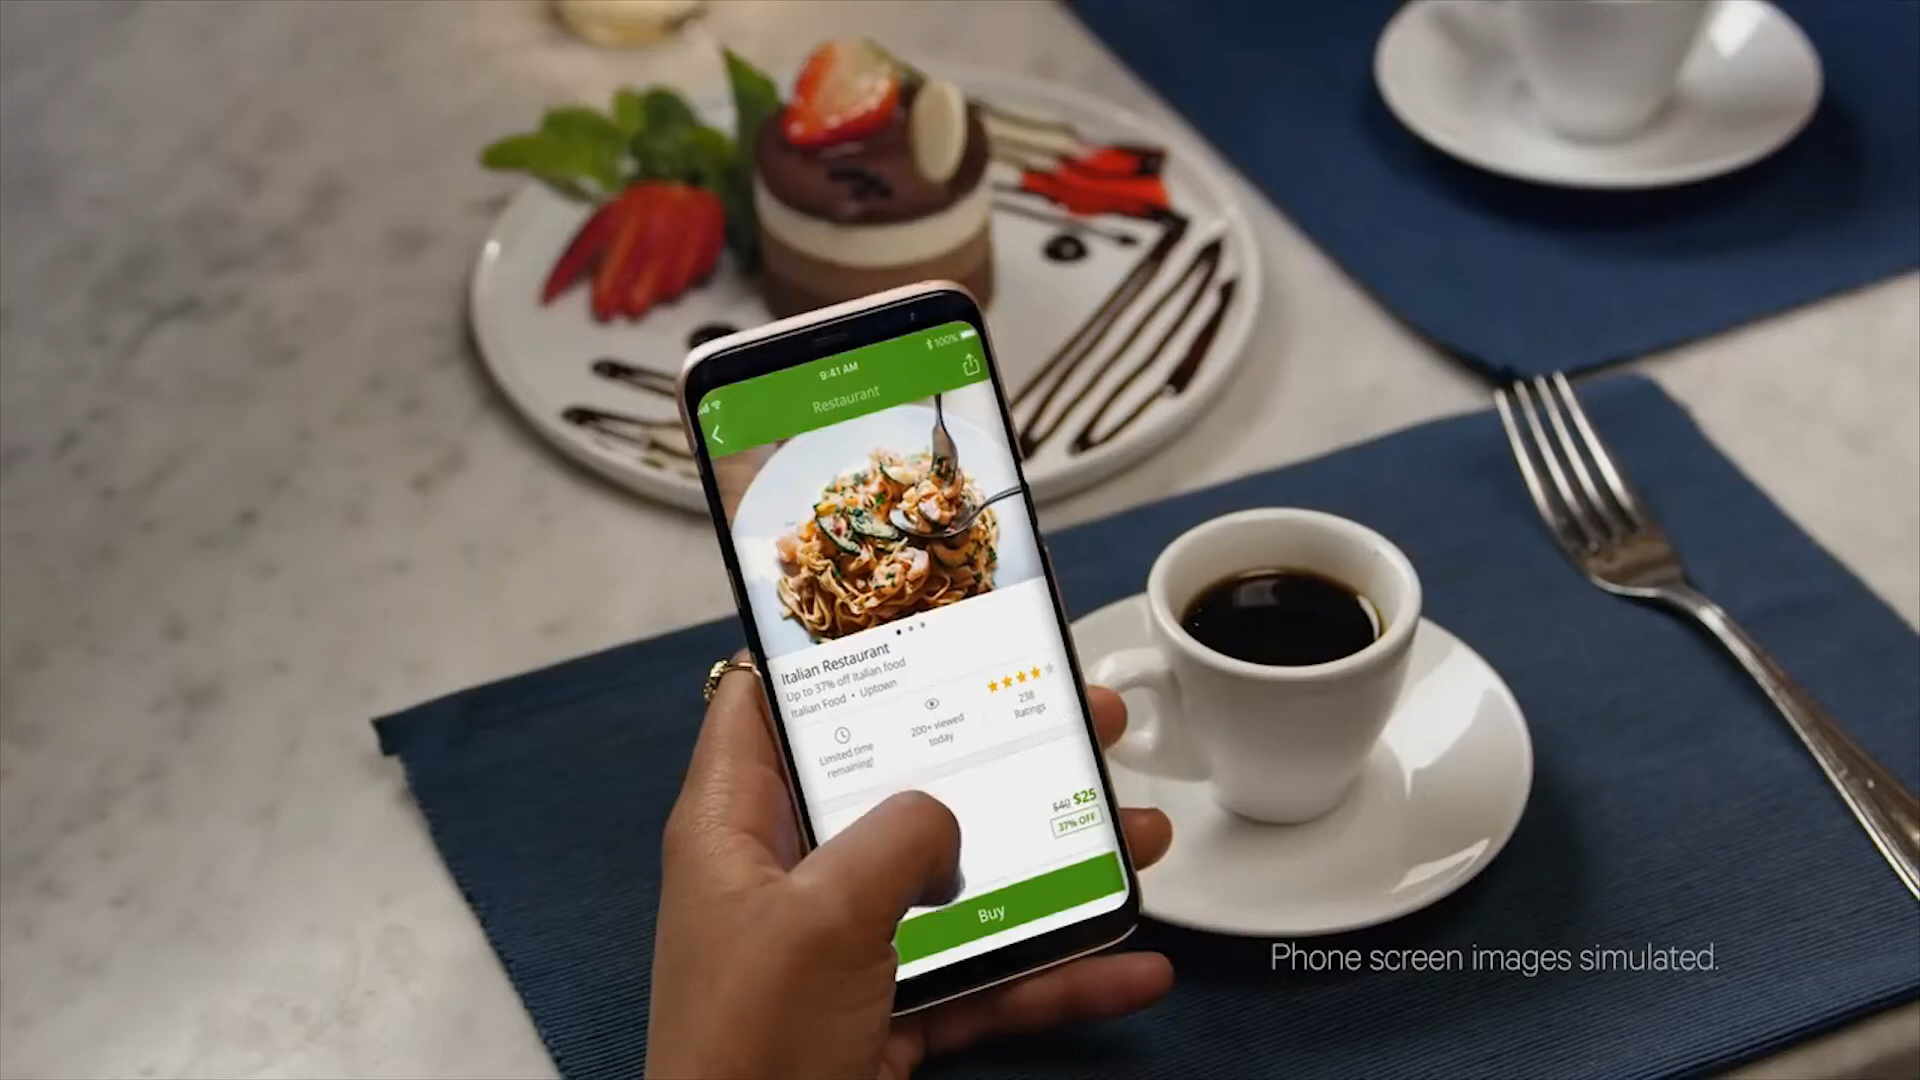 9:41 AM
100%
Restaurant
Italian Restaurant
Up to 37% off Italian food
Italian Food • Uptown
Limited time
remaining!
200+ viewed
today
238
Ratings
$40 $25
37% OFF
Buy
Phone screen images simulated.